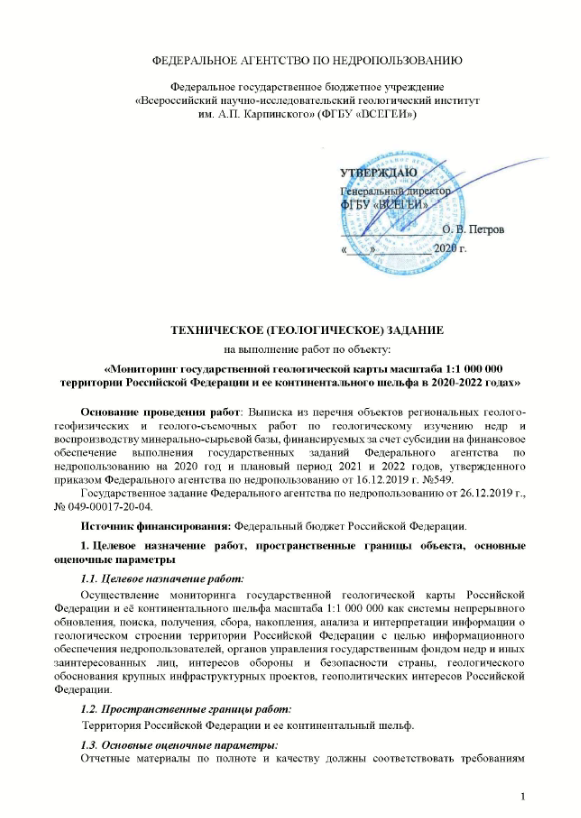 ФЕДЕРАЛЬНОЕ АГЕНТСТВО ПО НЕДРОПОЛЬЗОВАНИЮ
Федеральное государственное бюджетное учреждение
«Всероссийский научно-исследовательский геологический институт
им. А.П. Карпинского» (ФГБУ «ВСЕГЕИ»)
УТВЕРЖДАЮ
Генеральный директор
ФГБУ «ВСЕГЕИ»
О. В. Петров
«____»__________ 2020 г.
ТЕХНИЧЕСКОЕ (ГЕОЛОГИЧЕСКОЕ) ЗАДАНИЕ
на выполнение работ по объекту:
«Мониторинг государственной геологической карты масштаба 1:1 000 000
территории Российской Федерации и ее континентального шельфа в 2020-2022 годах»
Основание проведения работ: Выписка из перечня объектов региональных геолого-
геофизических и геолого-съемочных работ по геологическому изучению недр и
воспроизводству минерально-сырьевой базы, финансируемых за счет субсидии на финансовое
обеспечение выполнения государственных заданий Федерального агентства по
недропользованию на 2020 год и плановый период 2021 и 2022 годов, утвержденного
приказом Федерального агентства по недропользованию от 16.12.2019 г. №549.
Государственное задание Федерального агентства по недропользованию от 26.12.2019 г.,
№ 049-00017-20-04.
Источник финансирования: Федеральный бюджет Российской Федерации.
1. Целевое назначение работ, пространственные границы объекта, основные
оценочные параметры
1.1. Целевое назначение работ:
Осуществление мониторинга государственной геологической карты Российской
Федерации и её континентального шельфа масштаба 1:1 000 000 как системы непрерывного
обновления, поиска, получения, сбора, накопления, анализа и интерпретации информации о
геологическом строении территории Российской Федерации с целью информационного
обеспечения недропользователей, органов управления государственным фондом недр и иных
заинтересованных лиц, интересов обороны и безопасности страны, геологического
обоснования крупных инфраструктурных проектов, геополитических интересов Российской
Федерации.
1.2. Пространственные границы работ:
Территория Российской Федерации и ее континентальный шельф.
1.3. Основные оценочные параметры:
Отчетные материалы по полноте и качеству должны соответствовать требованиям
1